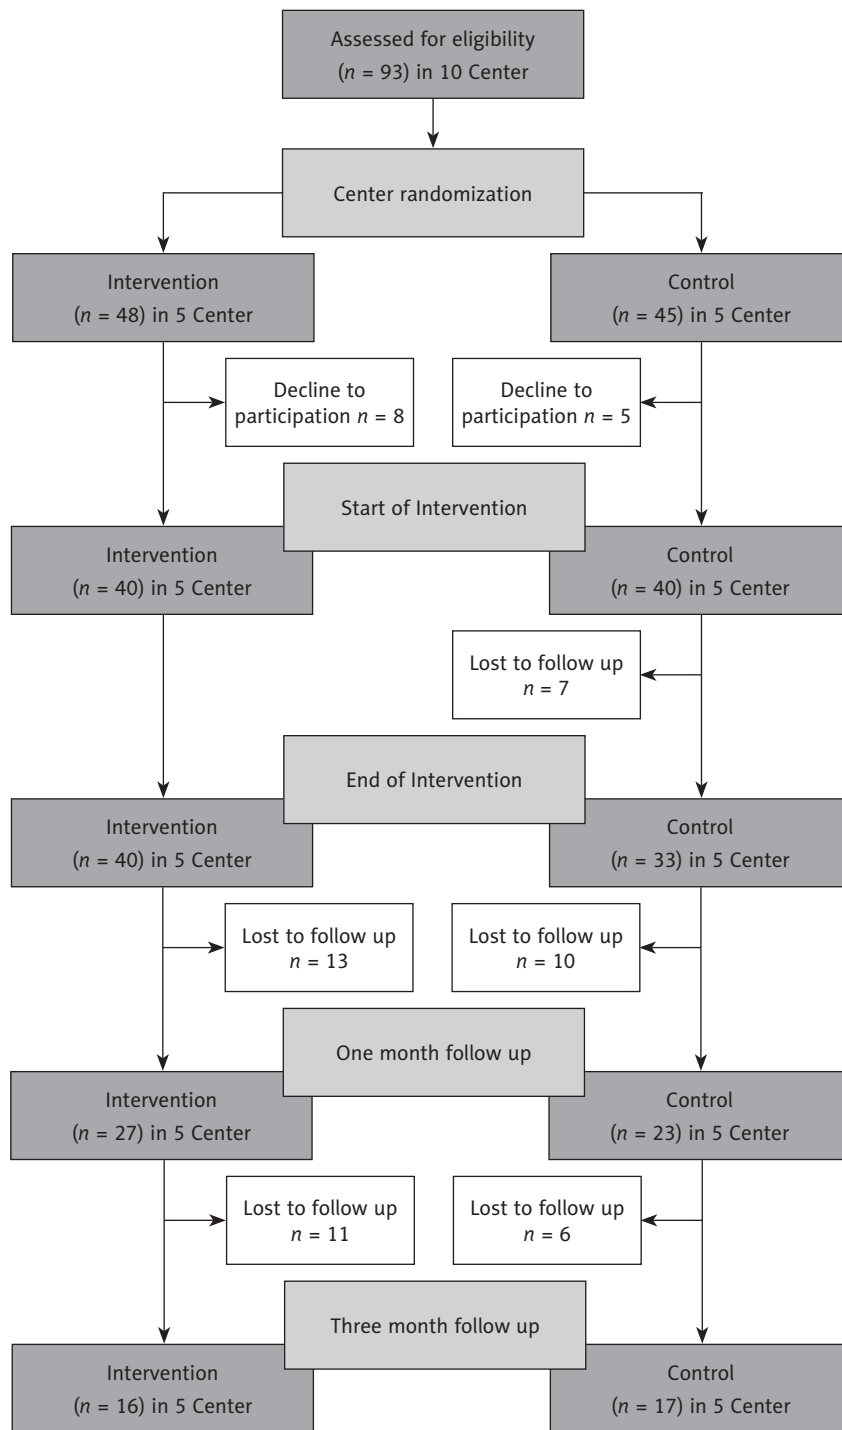 Assessed for eligibility
(n = 93) in 10 Center
Center randomization
Intervention
(n = 48) in 5 Center
Control
(n = 45) in 5 Center
Decline to
participation n = 8
Decline to
participation n = 5
Start of Intervention
Intervention
(n = 40) in 5 Center
Control
(n = 40) in 5 Center
Lost to follow up
n = 7
End of Intervention
Intervention
(n = 40) in 5 Center
Control
(n = 33) in 5 Center
Lost to follow up
n = 13
Lost to follow up
n = 10
One month follow up
Intervention
(n = 27) in 5 Center
Control
(n = 23) in 5 Center
Lost to follow up
n = 11
Lost to follow up
n = 6
Three month follow up
Intervention
(n = 16) in 5 Center
Control
(n = 17) in 5 Center